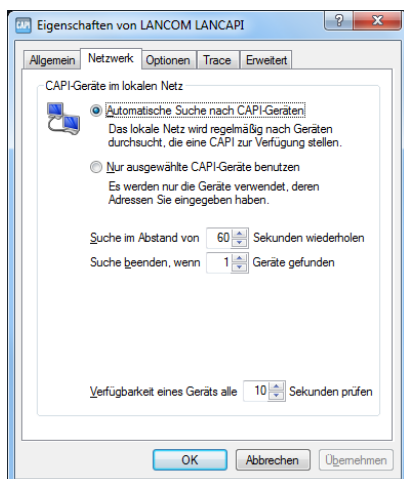 CAPI Eigenschaften von LANCOM LANCAPI ? X
Allgemein Netzwerk Optionen Trace Erweitert
CAPI-Geräte im lokalen Netz
Automatische Suche nach CAPI-Geräten
Das lokale Netz wird regelmäßig nach Geräten
durchsucht, die eine CAPI zur Verfügung stellen.
Nur ausgewählte CAPI-Geräte benutzen
Es werden nur die Geräte verwendet, deren
Adressen Sie eingegeben haben.
Suche im Abstand von 60 Sekunden wiederholen
Suche beenden, wenn 1 Geräte gefunden
Verfügbarkeit eines Geräts alle 10 Sekunden prüfen
OK Abbrechen Übernehmen